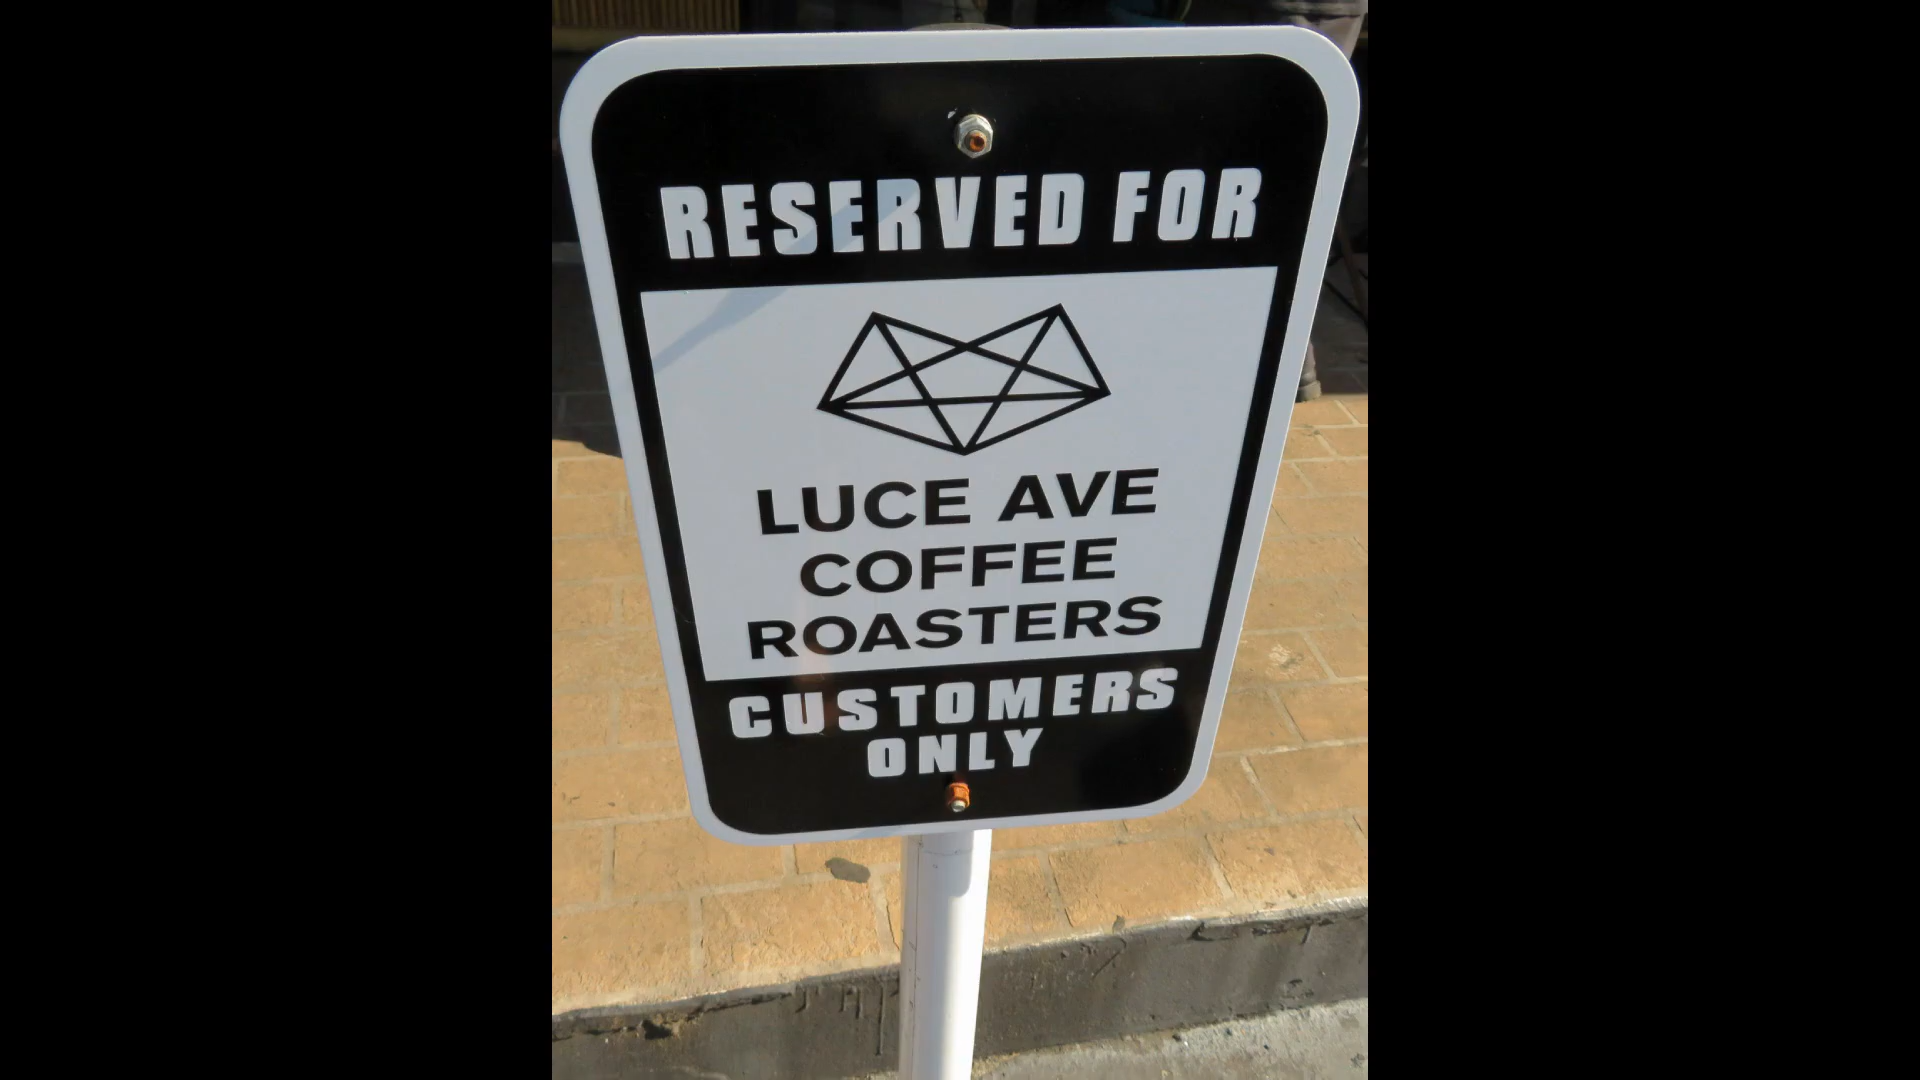 RESERVED FOR
LUCE AVE
COFFEE
ROASTERS
CUSTOMERS
ONLY